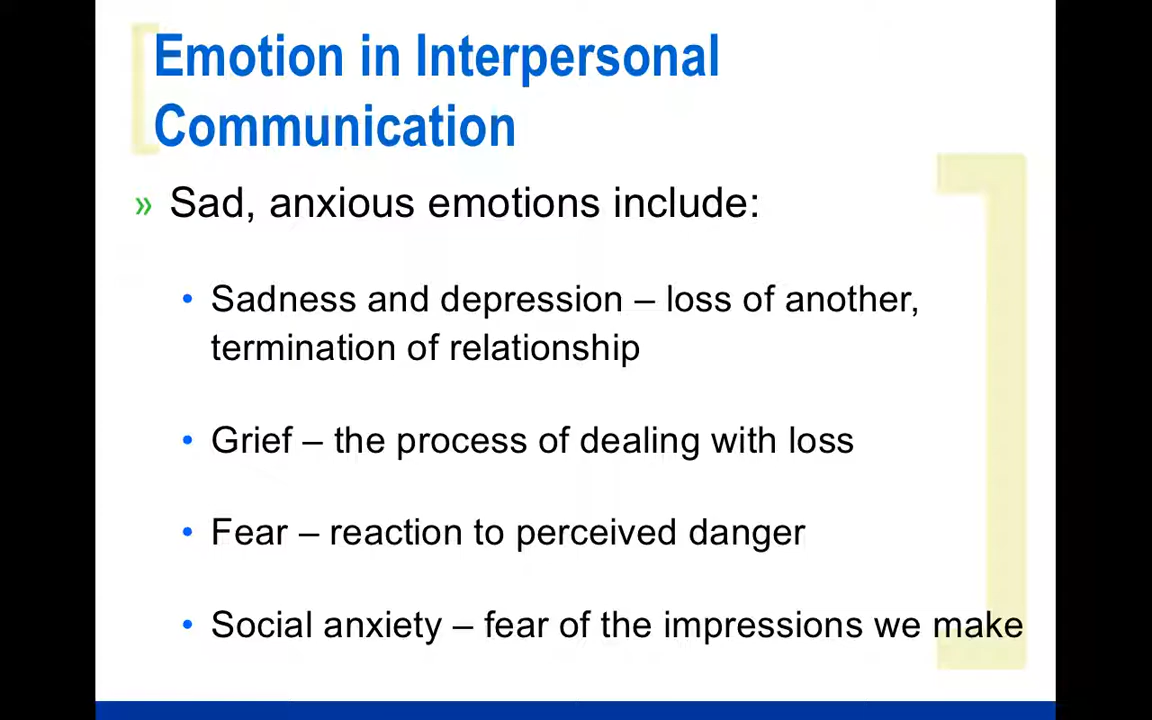 Emotion in Interpersonal
Communication
» Sad, anxious emotions include:
• Sadness and depression – loss of another,
termination of relationship
• Grief – the process of dealing with loss
• Fear – reaction to perceived danger
• Social anxiety – fear of the impressions we make